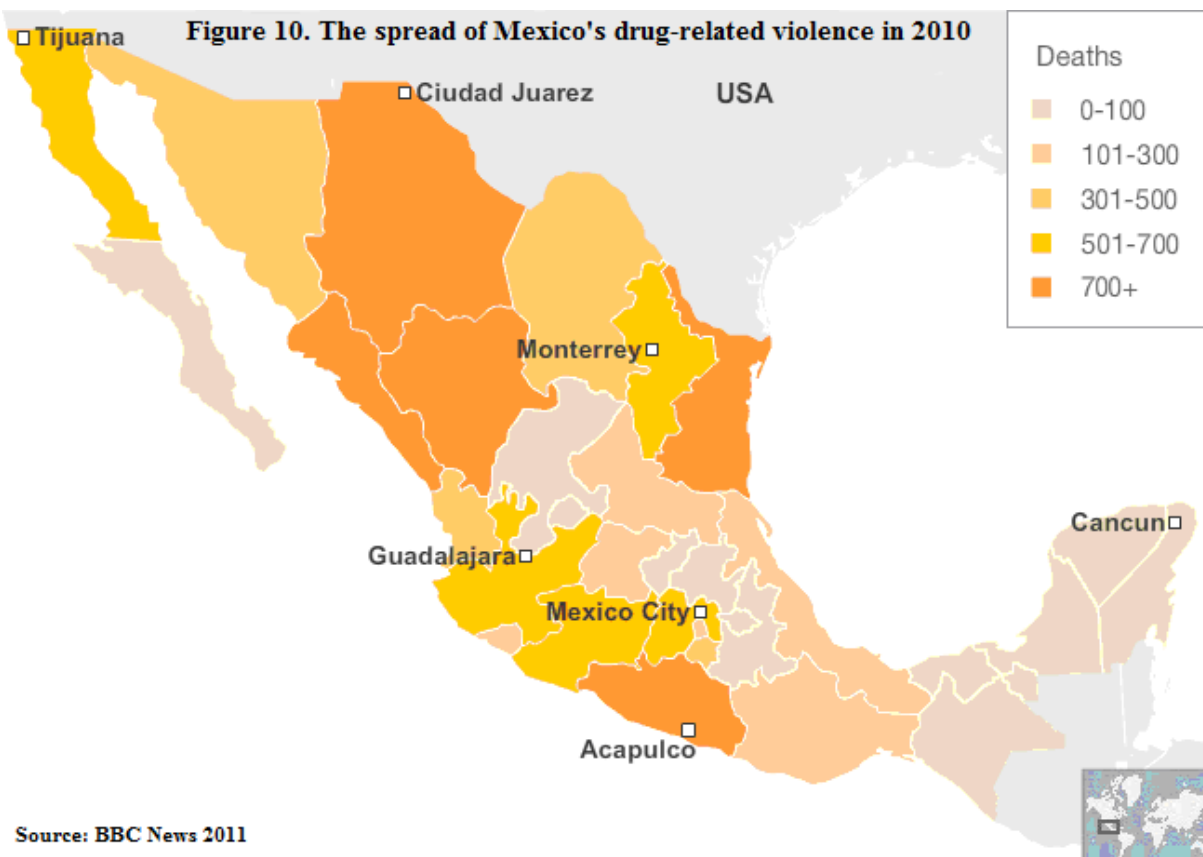 Figure 10. The spread of Mexico's drug-related violence in 2010
Tijuana
Ciudad Juarez
USA
Deaths
0-100
101-300
301-500
501-700
700+
Monterrey
Cancun
Guadalajara
Mexico City
Acapulco
Source: BBC News 2011